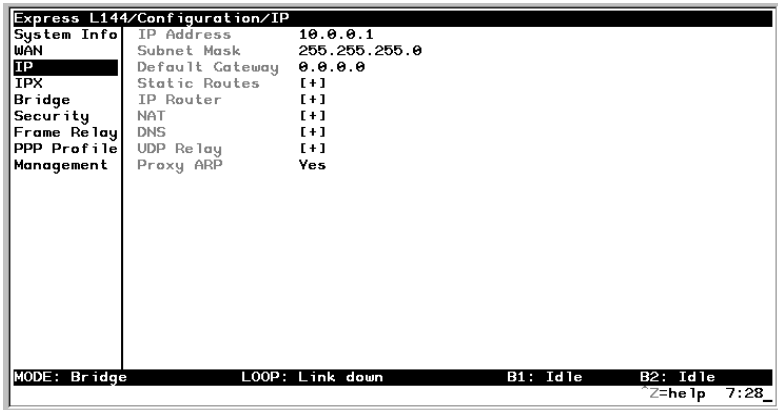 Express L144/Configuration/IP
System Info IP Address 10.0.0.1
WAN Subnet Mask 255.255.255.0
IP Default Gateway 0.0.0.0
IPX Static Routes [+]
Bridge IP Router [+]
Security NAT [+]
Frame Relay DNS [+]
PPP Profile UDP Relay [+]
Management Proxy ARP Yes
MODE: Bridge LOOP: Link down B1: Idle B2: Idle
^Z=help 7:28_